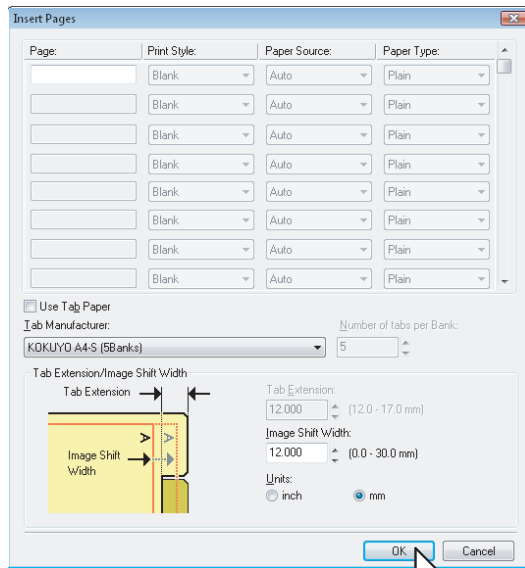 Insert Pages
Page: Print Style: Paper Source: Paper Type:
Blank Auto Plain
Blank Auto Plain
Blank Auto Plain
Blank Auto Plain
Blank Auto Plain
Blank Auto Plain
Blank Auto Plain
Blank Auto Plain
Use Tab Paper
Tab Manufacturer: Number of tabs per Bank:
KOKUYO A4-S (5Banks) 5
Tab Extension/Image Shift Width
Tab Extension
A A
Image Shift
Width
Tab Extension:
12.000 (12.0 - 17.0 mm)
Image Shift Width:
12.000 (0.0 - 30.0 mm)
Units:
inch mm
OK Cancel